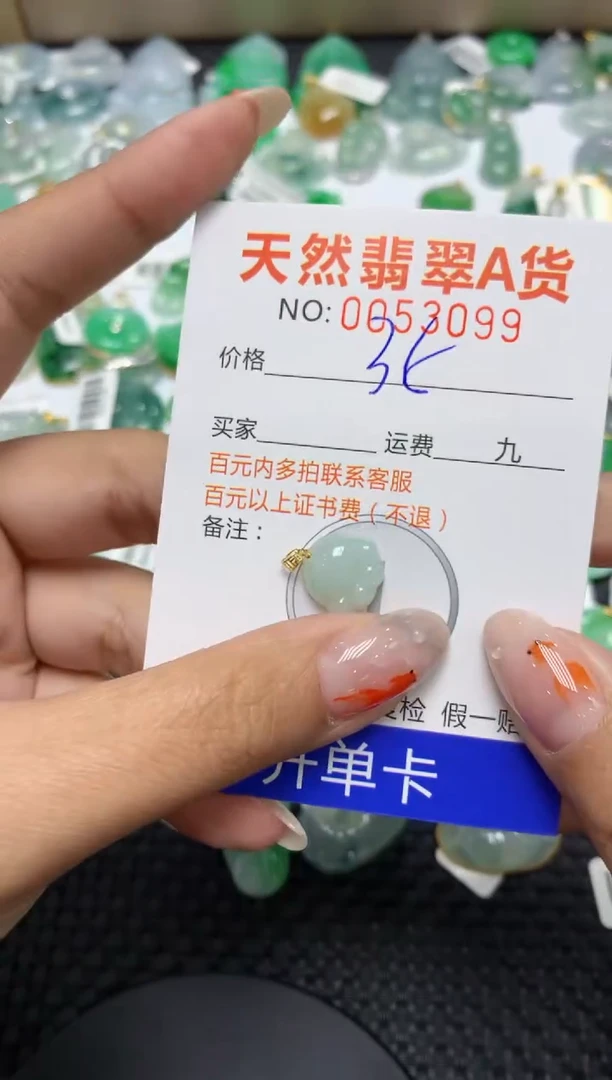 天然翡翠A货
NO: 0053099
价格
买家 运费 九
百元内多拍联系客服
百元以上证书费（不退）
备注：
检 假一赔
开单卡